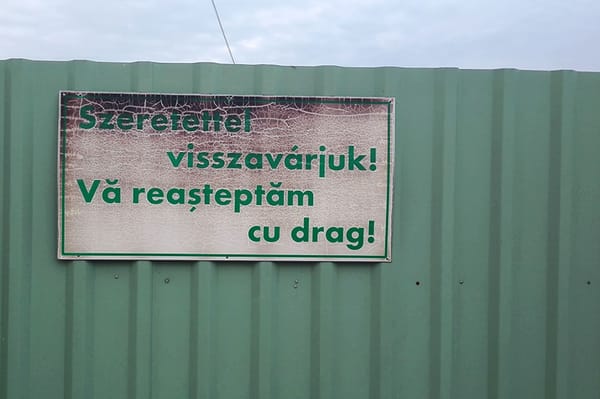 Szeretettel
visszavárjuk!
Vă reașteptăm
cu drag!